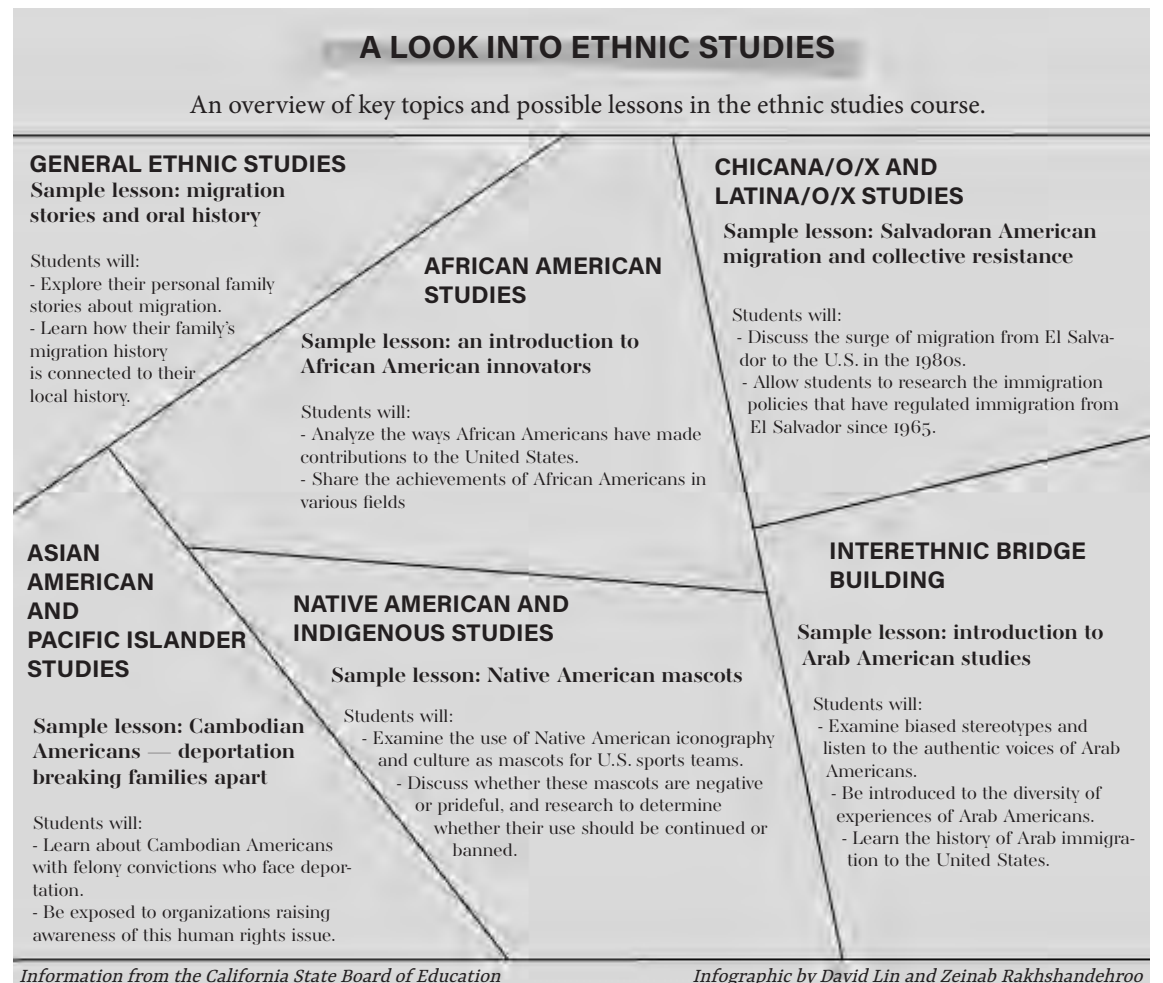 A LOOK INTO ETHNIC STUDIES
An overview of key topics and possible lessons in the ethnic studies course.
GENERAL ETHNIC STUDIES
Sample lesson: migration
stories and oral history
Students will:
- Explore their personal family
stories about migration.
- Learn how their family's
migration history
is connected to their
local history.
AFRICAN AMERICAN
STUDIES
Sample lesson: an introduction to
African American innovators
Students will:
- Analyze the ways African Americans have made
contributions to the United States.
- Share the achievements of African Americans in
various fields
CHICANA/O/X AND
LATINA/O/X STUDIES
Sample lesson: Salvadoran American
migration and collective resistance
Students will:
- Discuss the surge of migration from El Salva-
dor to the U.S. in the 1980s.
- Allow students to research the immigration
policies that have regulated immigration from
El Salvador since 1965.
ASIAN
AMERICAN
AND
PACIFIC ISLANDER
STUDIES
Sample lesson: Cambodian
Americans — deportation
breaking families apart
Students will:
- Learn about Cambodian Americans
with felony convictions who face depor-
tation.
- Be exposed to organizations raising
awareness of this human rights issue.
NATIVE AMERICAN AND
INDIGENOUS STUDIES
Sample lesson: Native American mascots
Students will:
- Examine the use of Native American iconography
and culture as mascots for U.S. sports teams.
- Discuss whether these mascots are negative
or prideful, and research to determine
whether their use should be continued or
banned.
INTERETHNIC BRIDGE
BUILDING
Sample lesson: introduction to
Arab American studies
Students will:
- Examine biased stereotypes and
listen to the authentic voices of Arab
Americans.
- Be introduced to the diversity of
experiences of Arab Americans.
- Learn the history of Arab immigra-
tion to the United States.
Information from the California State Board of Education
Infographic by David Lin and Zeinab Rakhshandehroo